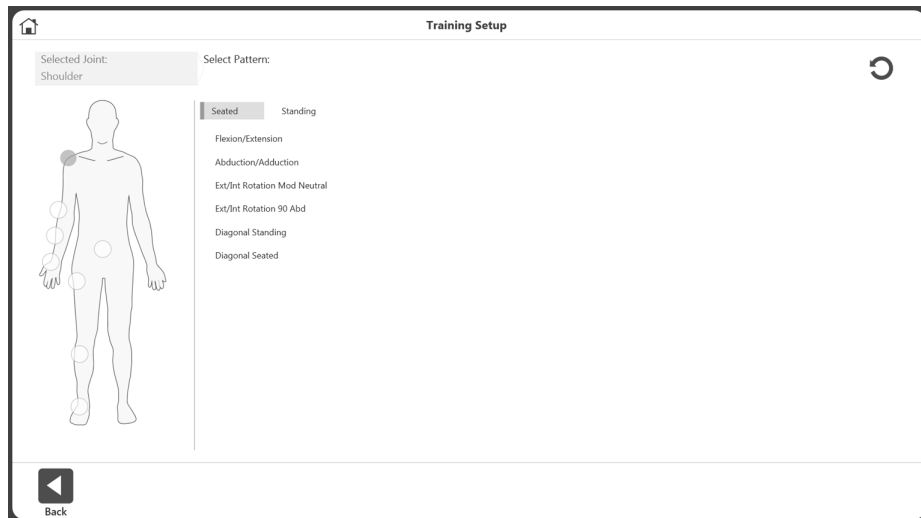 Training Setup
Selected Joint:
Shoulder
Select Pattern:
Seated
Standing
Flexion/Extension
Abduction/Adduction
Ext/Int Rotation Mod Neutral
Ext/Int Rotation 90 Abd
Diagonal Standing
Diagonal Seated
Back